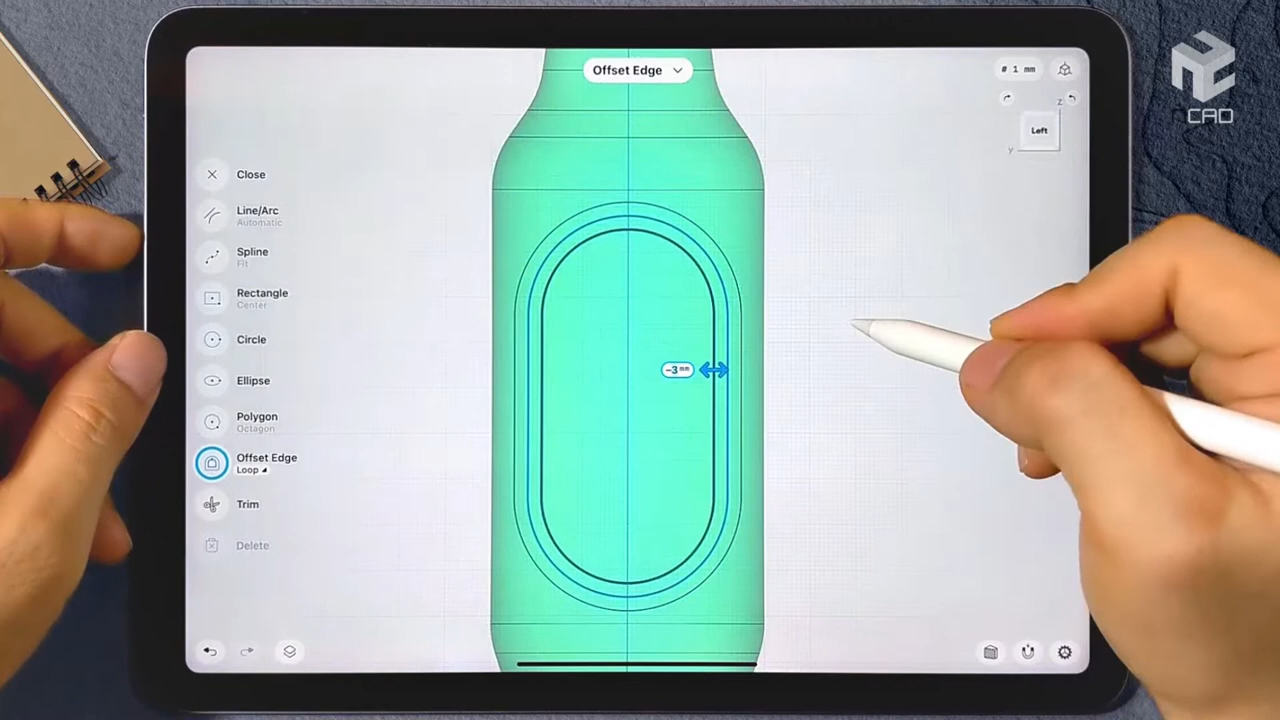 Offset Edge
# 1 mm
CAD
Z
Left
y
Close
Line/Arc
Automatic
Spline
Fit
Rectangle
Center
Circle
Ellipse
Polygon
Octagon
Offset Edge
Loop
Trim
Delete
−3 mm